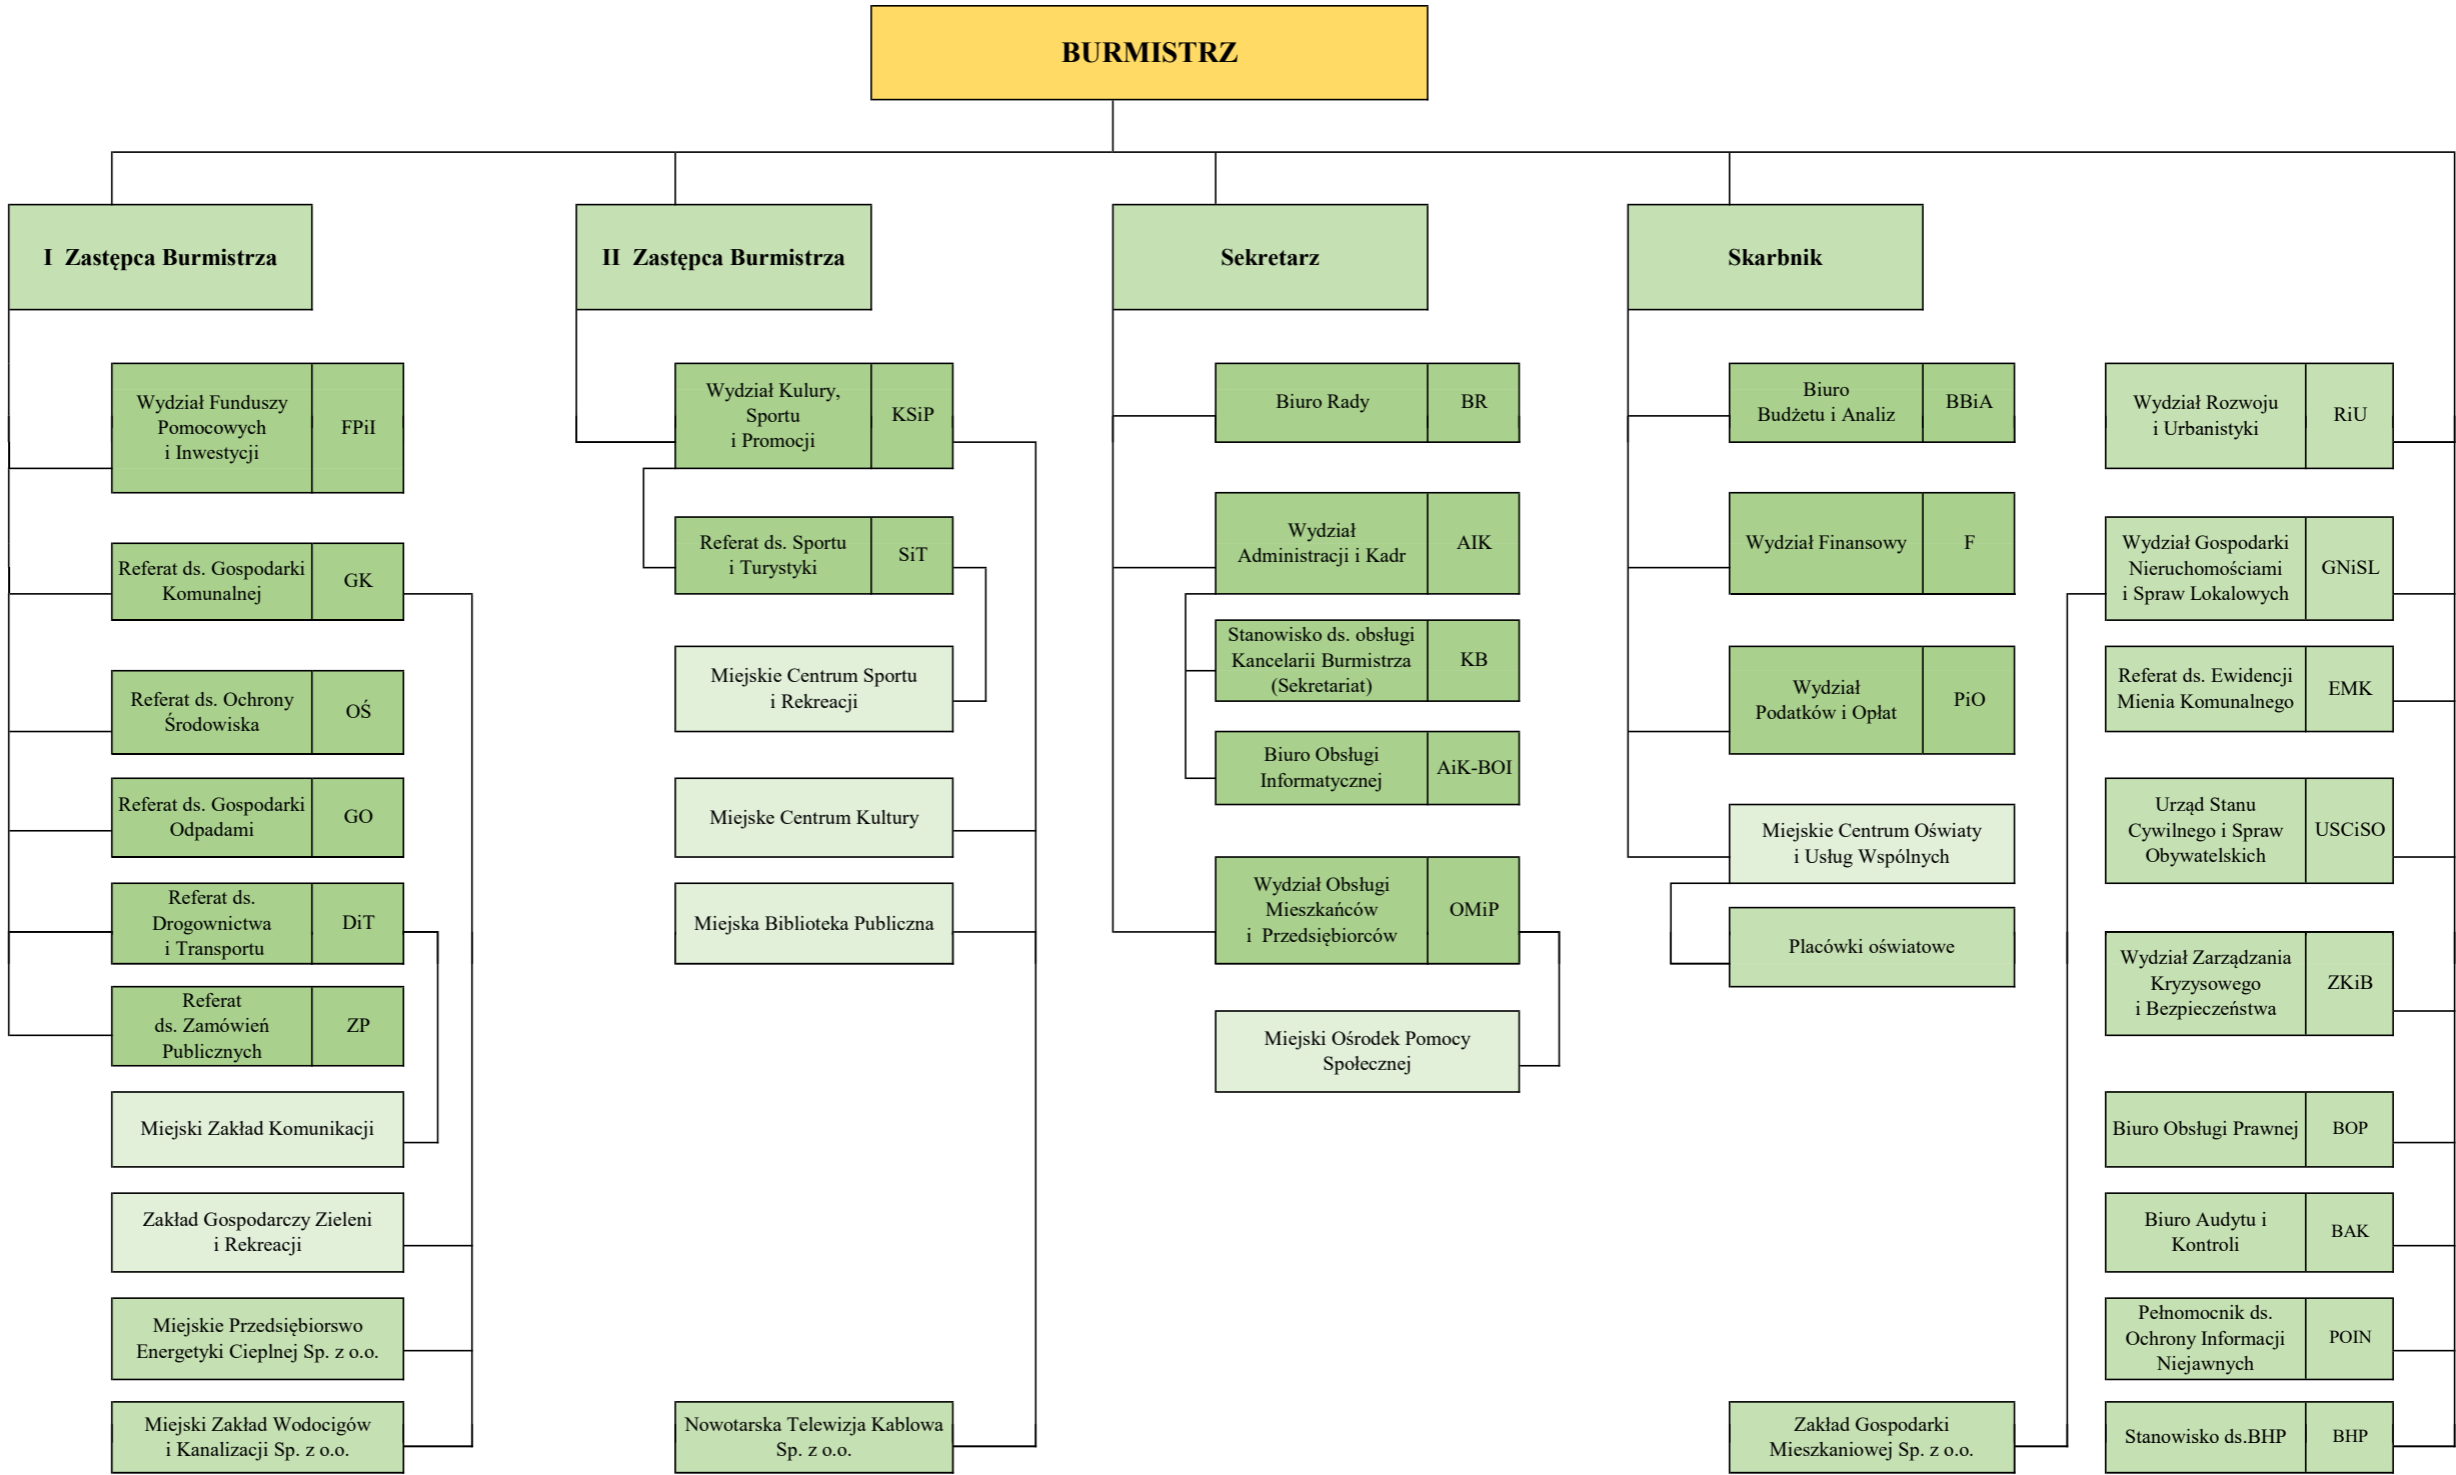 BURMISTRZ
I Zastępca Burmistrza
II Zastępca Burmistrza
Sekretarz
Skarbnik
Wydział Funduszy
Pomocowych
i Inwestycji
FPiI
Referat ds. Gospodarki
Komunalnej
GK
Referat ds. Ochrony
Środowiska
OŚ
Referat ds. Gospodarki
Odpadami
GO
Referat ds.
Drogownictwa
i Transportu
DiT
Referat
ds. Zamówień
Publicznych
ZP
Miejski Zakład Komunikacji
Zakład Gospodarczy Zieleni
i Rekreacji
Miejskie Przedsiębiorswo
Energetyki Cieplnej Sp. z o.o.
Miejski Zakład Wodocigów
i Kanalizacji Sp. z o.o.
Wydział Kulury,
Sportu
i Promocji
KSiP
Referat ds. Sportu
i Turystyki
SiT
Miejskie Centrum Sportu
i Rekreacji
Miejske Centrum Kultury
Miejska Biblioteka Publiczna
Nowotarska Telewizja Kablowa
Sp. z o.o.
Biuro Rady
BR
Wydział
Administracji i Kadr
AIK
Stanowisko ds. obsługi
Kancelarii Burmistrza
(Sekretariat)
KB
Biuro Obsługi
Informatycznej
AiK-BOI
Wydział Obsługi
Mieszkańców
i Przedsiębiorców
OMiP
Miejski Ośrodek Pomocy
Społecznej
Biuro
Budżetu i Analiz
BBiA
Wydział Finansowy
F
Wydział
Podatków i Opłat
PiO
Miejskie Centrum Oświaty
i Usług Wspólnych
Placówki oświatowe
Zakład Gospodarki
Mieszkaniowej Sp. z o.o.
Wydział Rozwoju
i Urbanistyki
RiU
Wydział Gospodarki
Nieruchomościami
i Spraw Lokalowych
GNiSL
Referat ds. Ewidencji
Mienia Komunalnego
EMK
Urząd Stanu
Cywilnego i Spraw
Obywatelskich
USCiSO
Wydział Zarządzania
Kryzysowego
i Bezpieczeństwa
ZKiB
Biuro Obsługi Prawnej
BOP
Biuro Audytu i
Kontroli
BAK
Pełnomocnik ds.
Ochrony Informacji
Niejawnych
POIN
Stanowisko ds.BHP
BHP